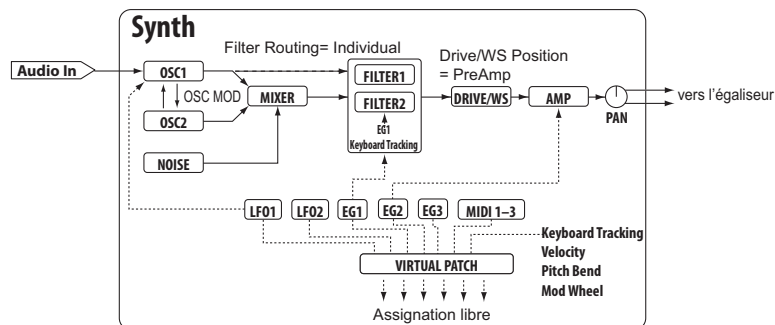 Synth
Filter Routing= Individual
Drive/WS Position
= PreAmp
Audio In
OSC1
OSC MOD
OSC2
NOISE
MIXER
FILTER1
FILTER2
EG1
Keyboard Tracking
DRIVE/WS
AMP
PAN
vers l'égaliseur
LFO1
LFO2
EG1
EG2
EG3
MIDI 1–3
Keyboard Tracking
Velocity
Pitch Bend
Mod Wheel
VIRTUAL PATCH
Assignation libre